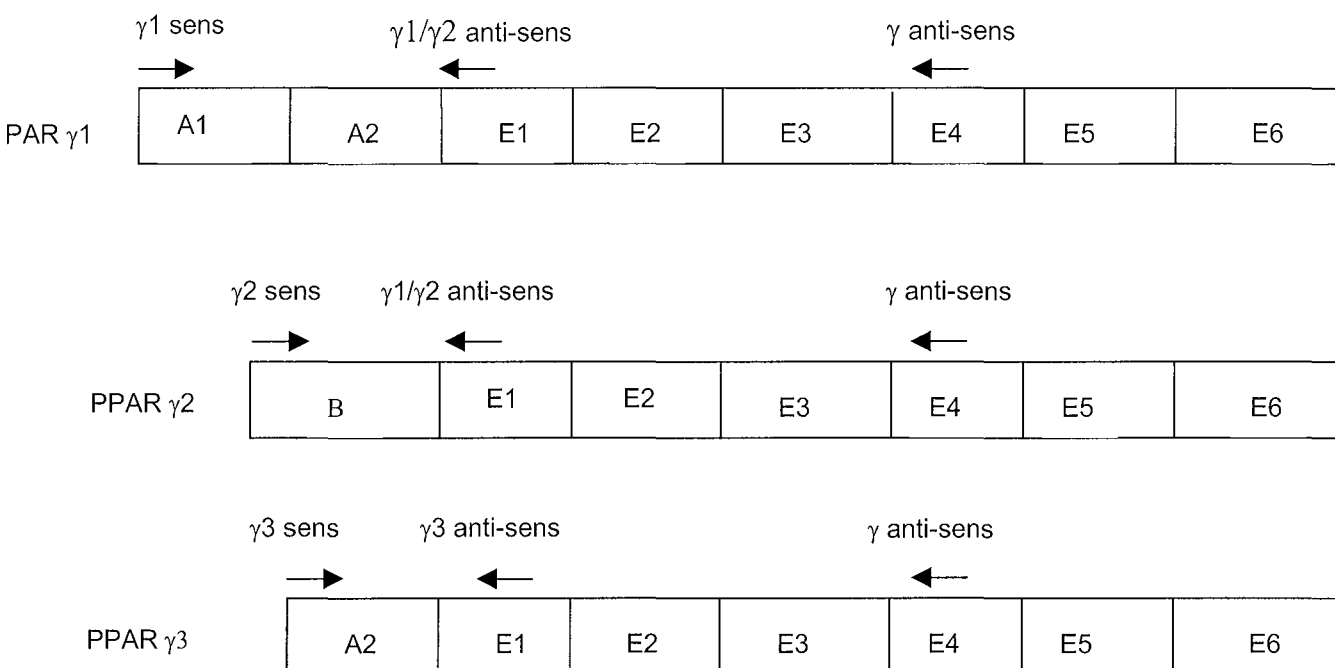 γ1 sens γ1/γ2 anti-sens γ anti-sens
PAR γ1 A1 A2 E1 E2 E3 E4 E5 E6
γ2 sens γ1/γ2 anti-sens γ anti-sens
PPAR γ2 B E1 E2 E3 E4 E5 E6
γ3 sens γ3 anti-sens γ anti-sens
PPAR γ3 A2 E1 E2 E3 E4 E5 E6